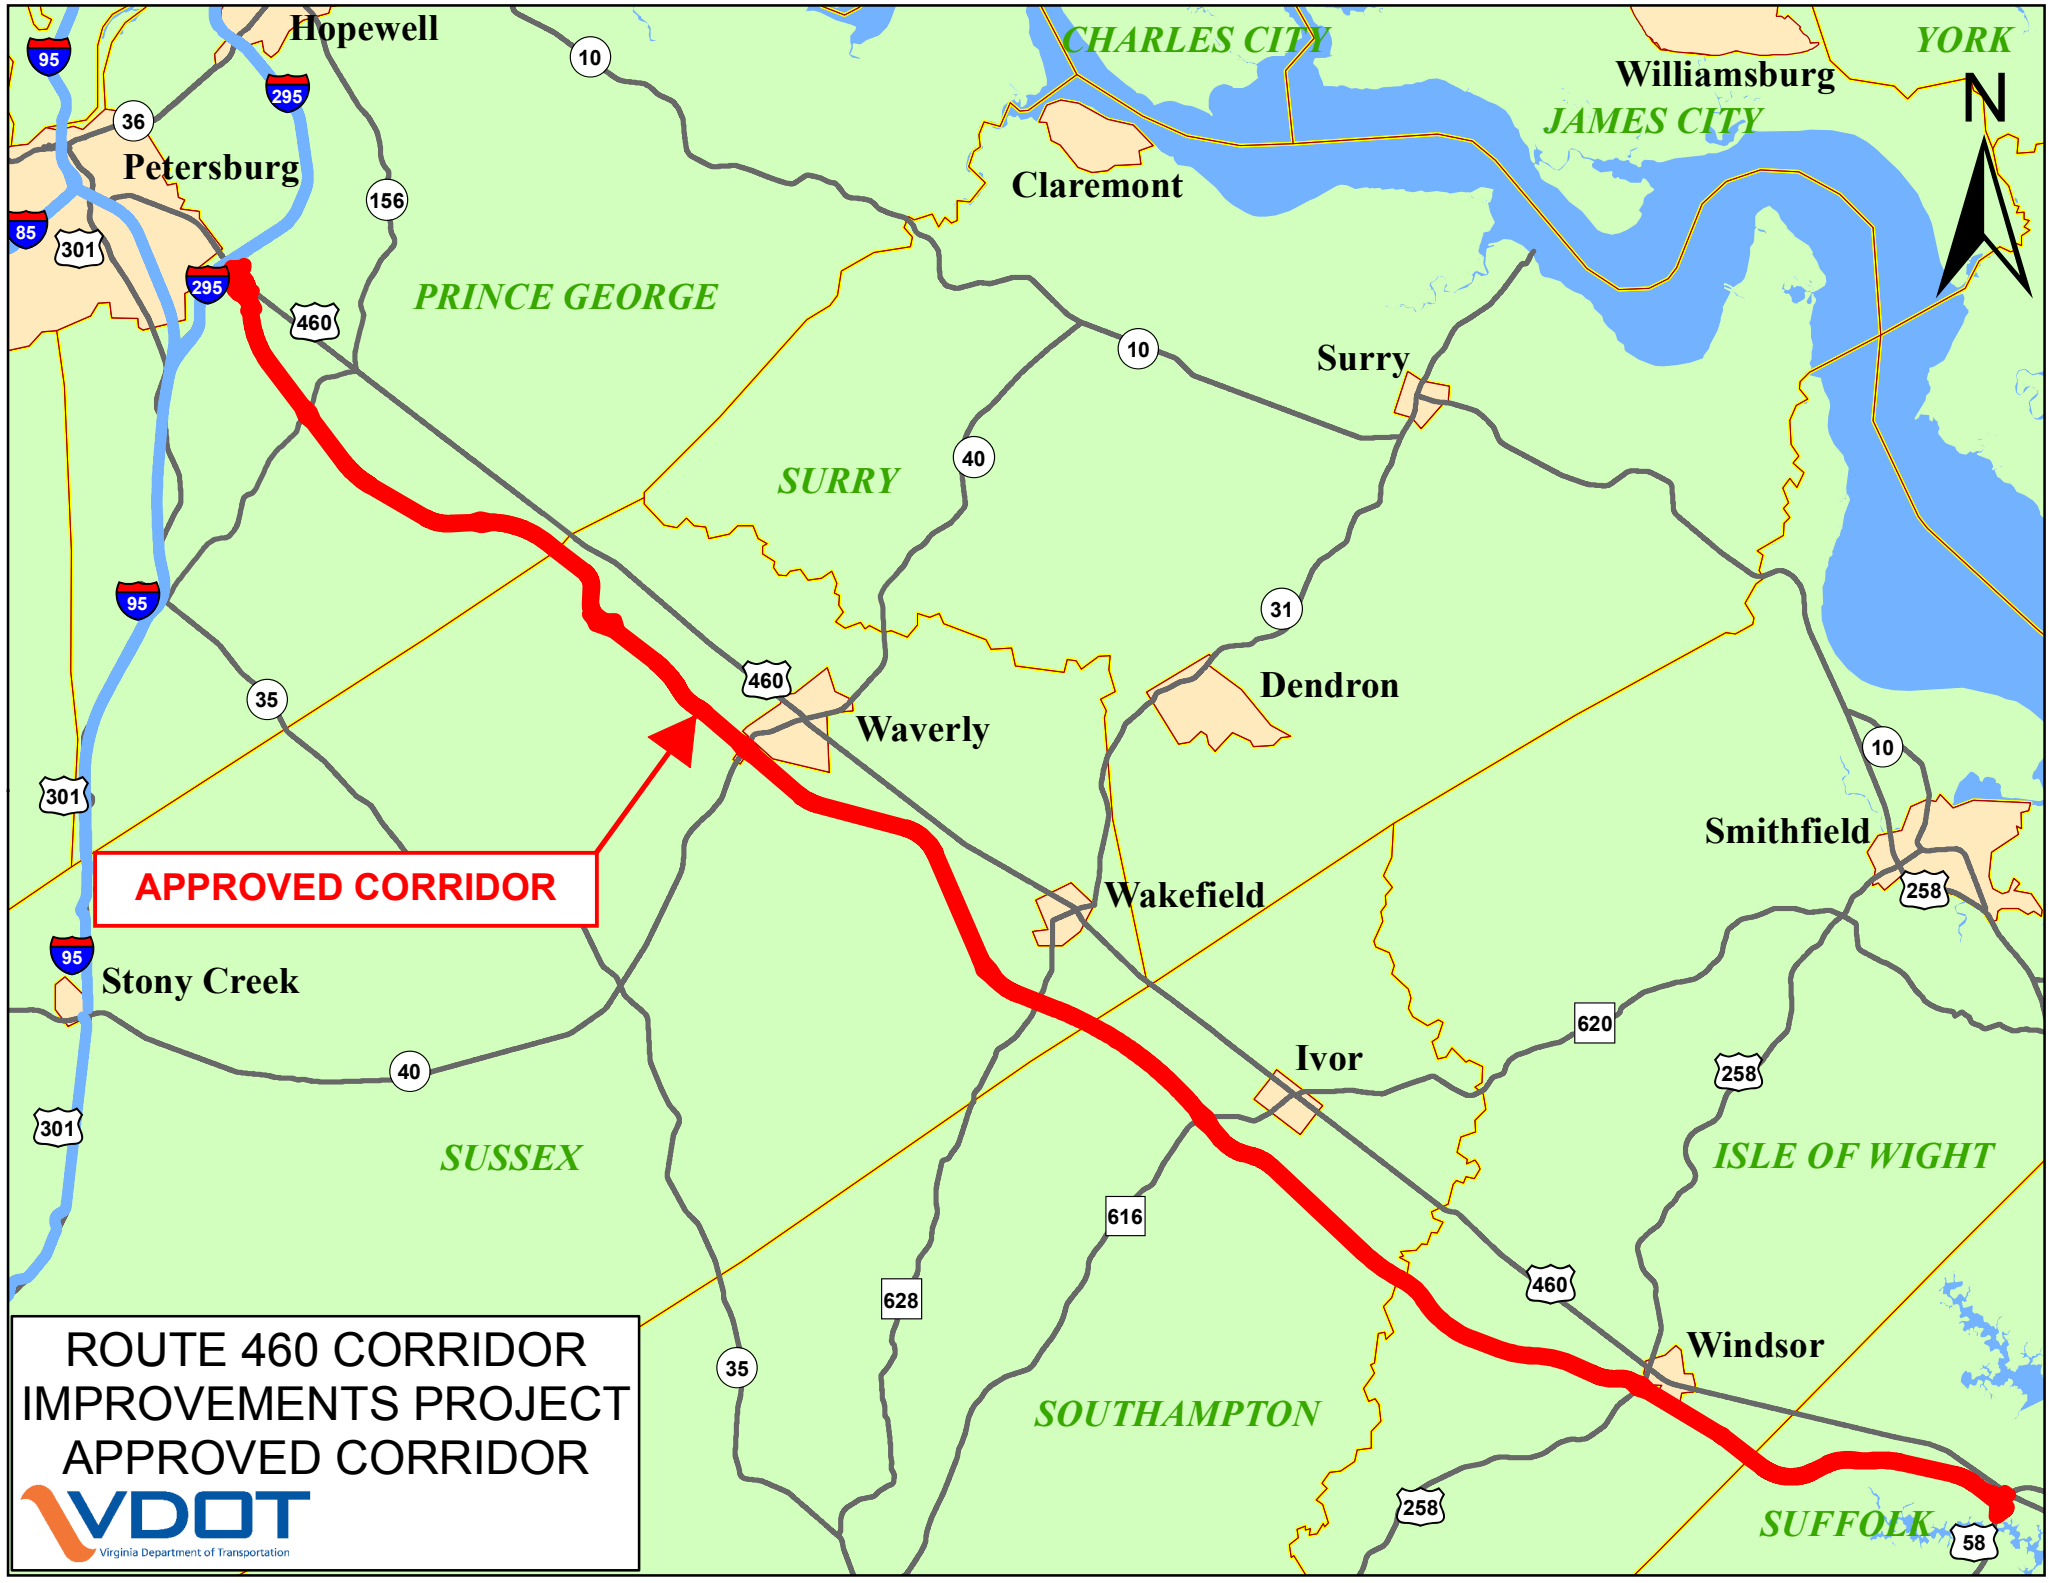 Hopewell
CHARLES CITY
YORK
95
10
Williamsburg
295
N
36
JAMES CITY
Petersburg
Claremont
156
85
301
295
PRINCE GEORGE
460
10
Surry
40
SURRY
95
31
460
Dendron
35
Waverly
10
301
Smithfield
APPROVED CORRIDOR
Wakefield
258
95
Stony Creek
620
Ivor
40
258
301
SUSSEX
ISLE OF WIGHT
616
460
628
ROUTE 460 CORRIDOR
IMPROVEMENTS PROJECT
APPROVED CORRIDOR
Windsor
35
SOUTHAMPTON
258
SUFFOLK
58
VDOT
Virginia Department of Transportation